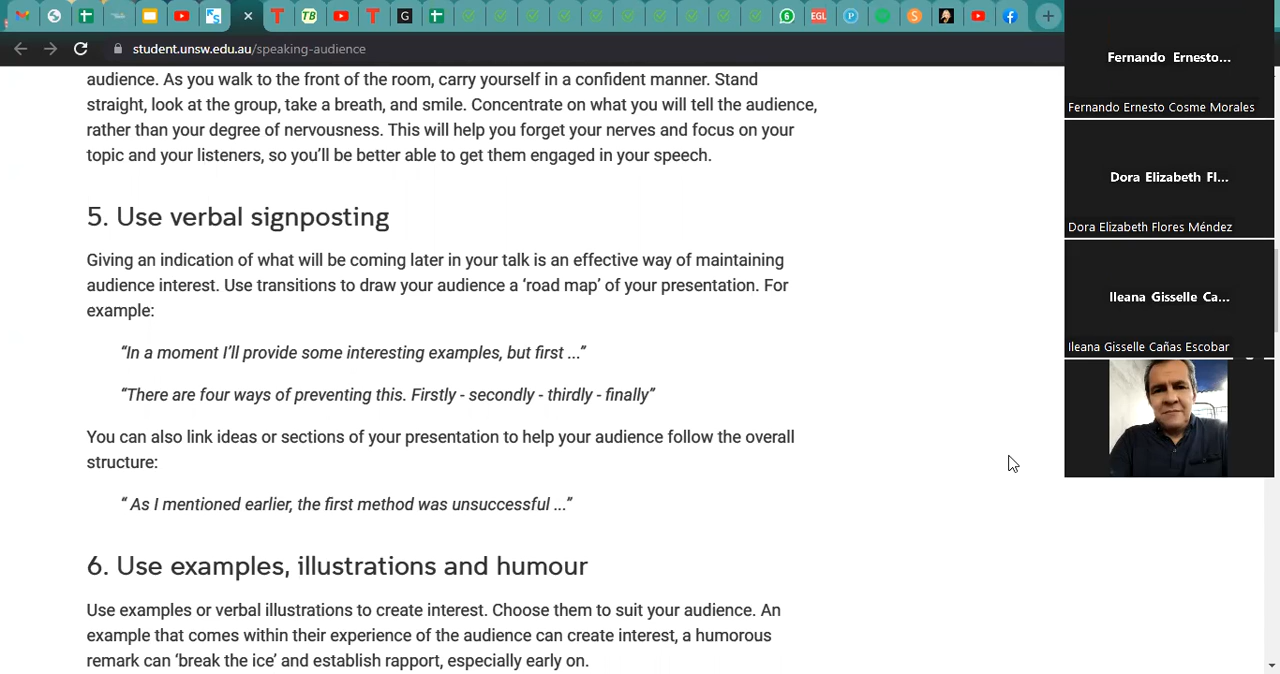 student.unsw.edu.au/speaking-audience
audience. As you walk to the front of the room, carry yourself in a confident manner. Stand
straight, look at the group, take a breath, and smile. Concentrate on what you will tell the audience,
rather than your degree of nervousness. This will help you forget your nerves and focus on your
topic and your listeners, so you’ll be better able to get them engaged in your speech.
5. Use verbal signposting
Giving an indication of what will be coming later in your talk is an effective way of maintaining
audience interest. Use transitions to draw your audience a ‘road map’ of your presentation. For
example:
“In a moment I’ll provide some interesting examples, but first ...”
“There are four ways of preventing this. Firstly - secondly - thirdly - finally”
You can also link ideas or sections of your presentation to help your audience follow the overall
structure:
“ As I mentioned earlier, the first method was unsuccessful ...”
6. Use examples, illustrations and humour
Use examples or verbal illustrations to create interest. Choose them to suit your audience. An
example that comes within their experience of the audience can create interest, a humorous
remark can ‘break the ice’ and establish rapport, especially early on.
Fernando Ernesto...
Fernando Ernesto Cosme Morales
Dora Elizabeth Fl...
Dora Elizabeth Flores Méndez
Ileana Gisselle Ca...
Ileana Gisselle Cañas Escobar